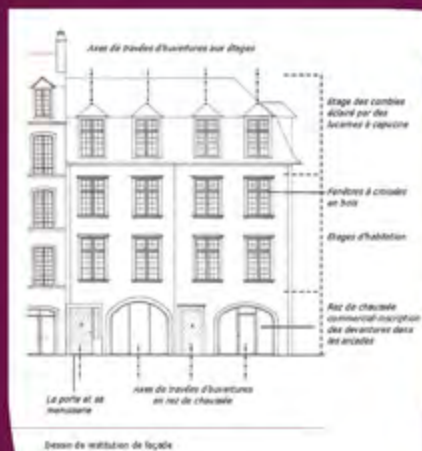 Axes de travées d'ouvertures aux étages
Etage des combles
éclairé par des
lucarnes à capucine
Fenêtres à croisées
en bois
Etages d'habitation
Rez de chaussée
commercial-inscription
des devantures dans
les arcades
Axes de travées d'ouvertures
en rez de chaussée
La porte et sa
menuiserie
Dessin de restitution de façade